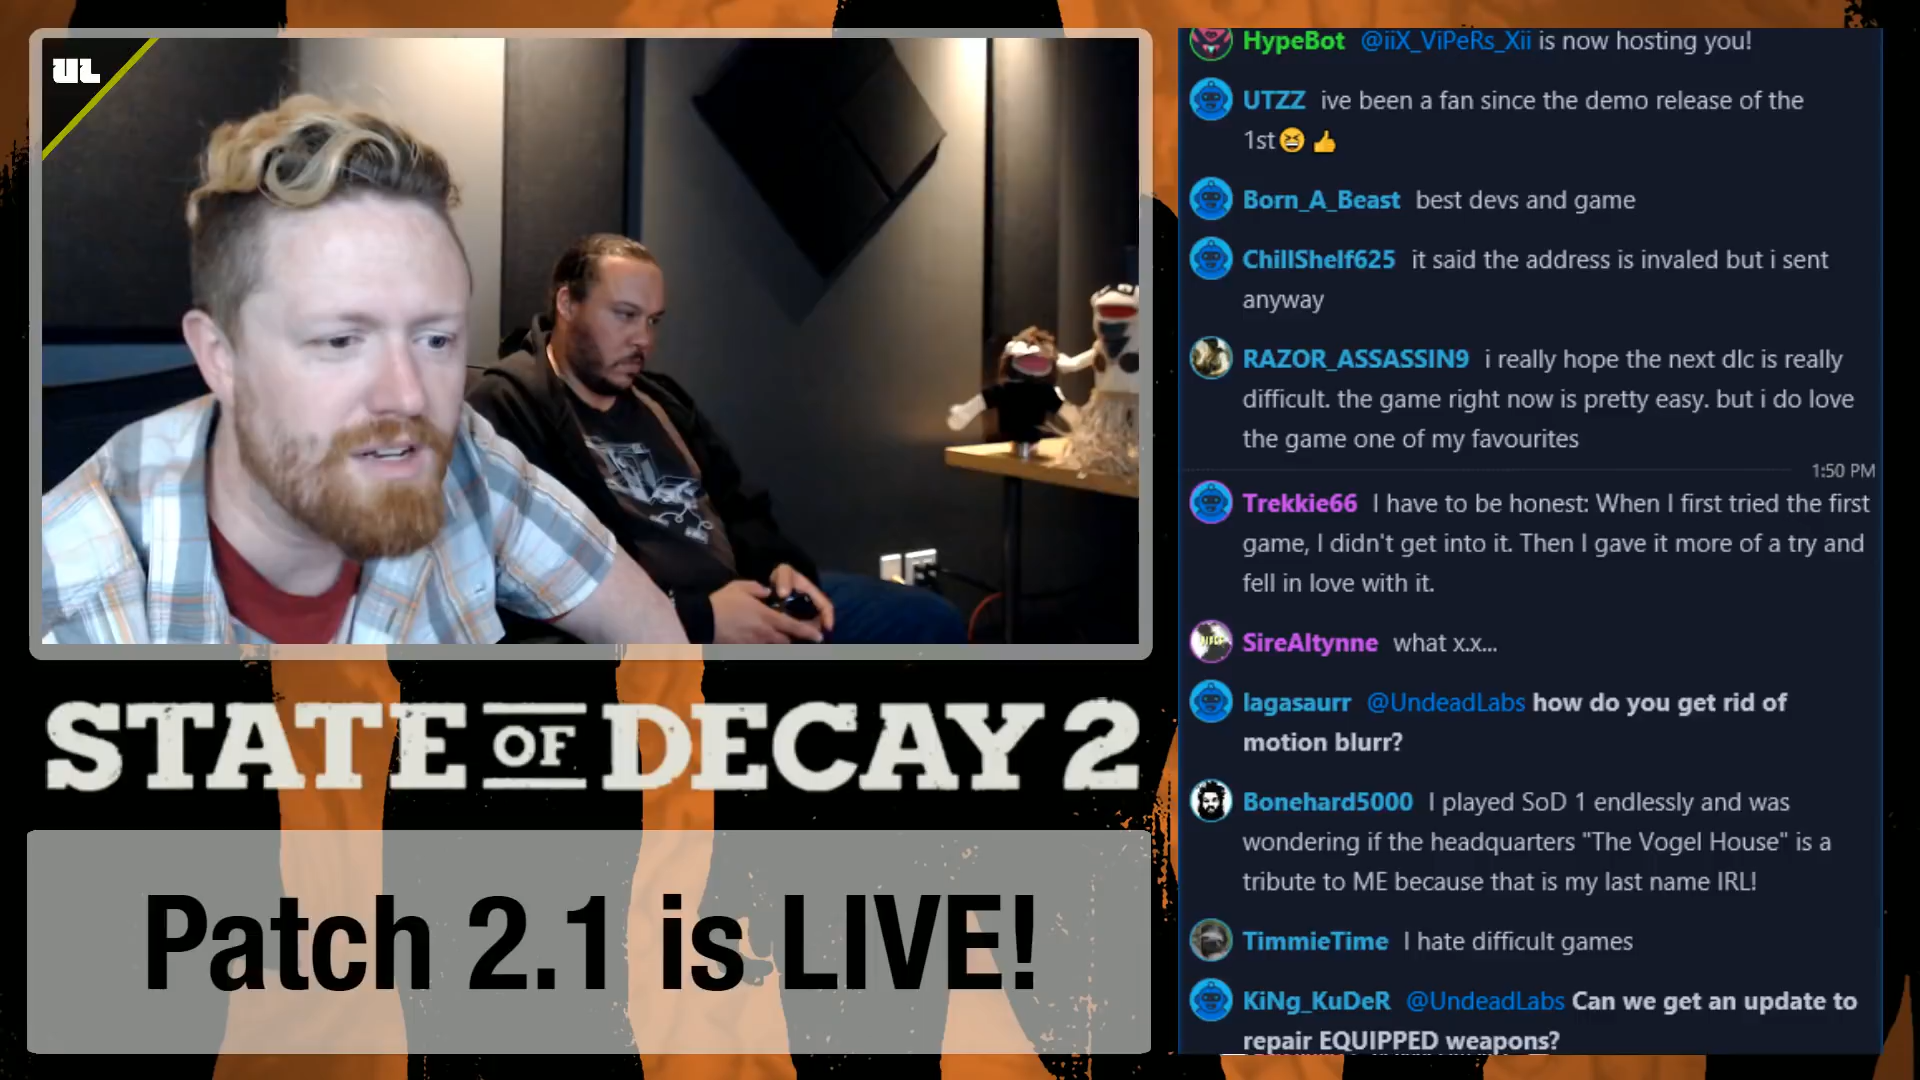 UL
HypeBot @iiX_ViPeRs_Xii is now hosting you!
UTZZ ive been a fan since the demo release of the
1st😆👍
Born_A_Beast best devs and game
ChillShelf625 it said the address is invaled but i sent
anyway
RAZOR_ASSASSIN9 i really hope the next dlc is really
difficult. the game right now is pretty easy. but i do love
the game one of my favourites
1:50 PM
Trekkie66 I have to be honest: When I first tried the first
game, I didn't get into it. Then I gave it more of a try and
fell in love with it.
SireAltynne what x.x...
lagasaurr @UndeadLabs how do you get rid of
motion blurr?
Bonehard5000 I played SoD 1 endlessly and was
wondering if the headquarters "The Vogel House" is a
tribute to ME because that is my last name IRL!
TimmieTime I hate difficult games
KiNg_KuDeR @UndeadLabs Can we get an update to
repair EQUIPPED weapons?
STATE OF DECAY 2
Patch 2.1 is LIVE!